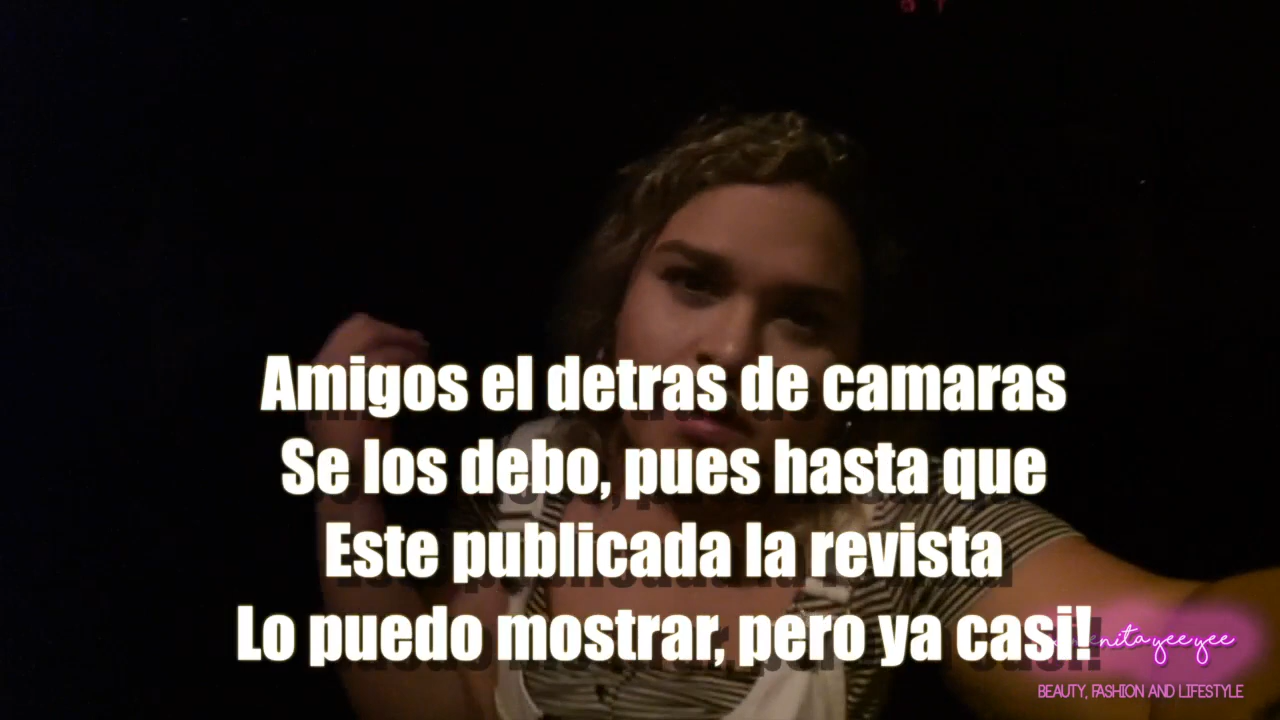 Amigos el detras de camaras
Se los debo, pues hasta que
Este publicada la revista
Lo puedo mostrar, pero ya casi!
BEAUTY, FASHION AND LIFESTYLE